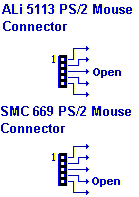 ALi 5113 PS/2 Mouse
Connector
1
Open
SMC 669 PS/2 Mouse
Connector
1
Open